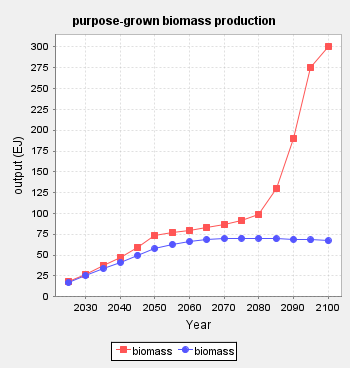 purpose-grown biomass production
300
275
250
225
200
175
150
125
100
75
50
25
0
output (EJ)
2030 2040 2050 2060 2070 2080 2090 2100
Year
biomass biomass